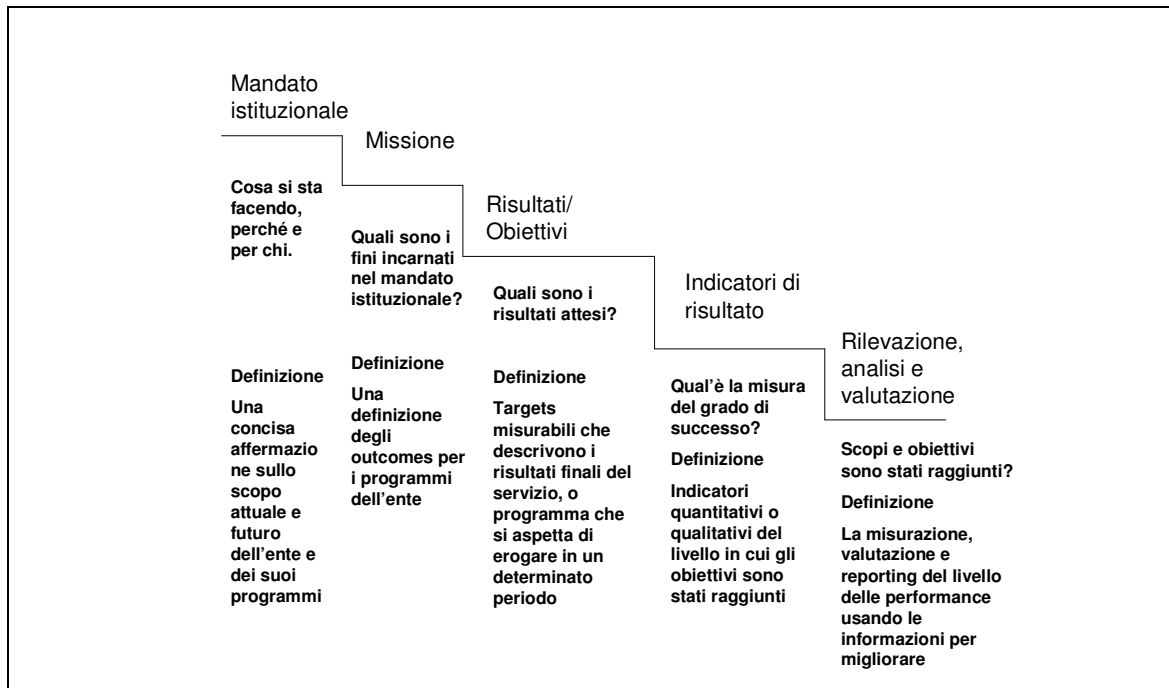 Mandato
istituzionale
Cosa si sta
facendo,
perché e
per chi.
Definizione
Una
concisa
affermazio
ne sullo
scopo
attuale e
futuro
dell'ente e
dei suoi
programmi
Missione
Quali sono i
fini incarnati
nel mandato
istituzionale?
Definizione
Una
definizione
degli
outcomes per
i programmi
dell'ente
Risultati/
Obiettivi
Quali sono i
risultati attesi?
Definizione
Targets
misurabili che
descrivono i
risultati finali del
servizio, o
programma che
si aspetta di
erogare in un
determinato
periodo
Indicatori di
risultato
Qual'è la misura
del grado di
successo?
Definizione
Indicatori
quantitativi o
qualitativi del
livello in cui gli
obiettivi sono
stati raggiunti
Rilevazione,
analisi e
valutazione
Scopi e obiettivi
sono stati raggiunti?
Definizione
La misurazione,
valutazione e
reporting del livello
delle performance
usando le
informazioni per
migliorare